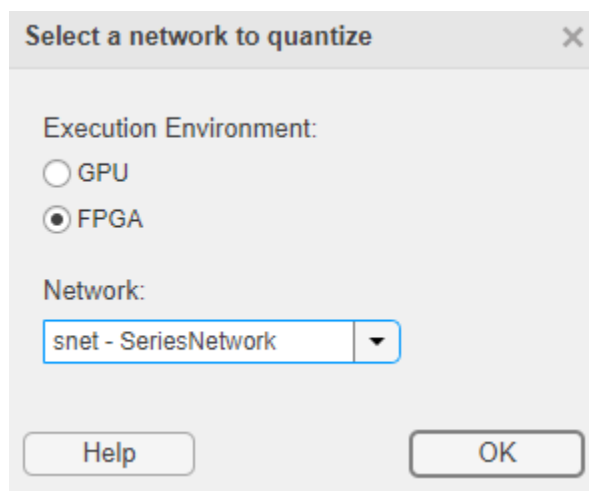 Select a network to quantize
Execution Environment:
GPU
FPGA
Network:
snet - SeriesNetwork
Help
OK